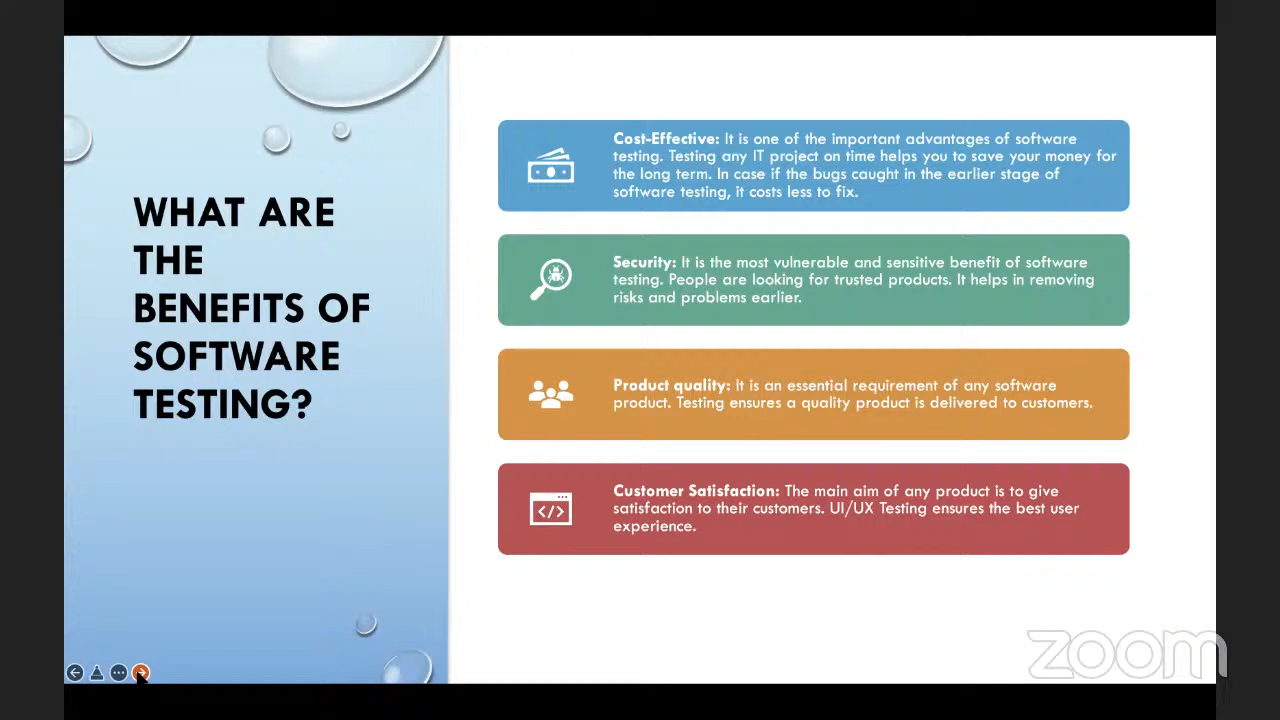 WHAT ARE
THE
BENEFITS OF
SOFTWARE
TESTING?
Cost-Effective: It is one of the important advantages of software
testing. Testing any IT project on time helps you to save your money for
the long term. In case if the bugs caught in the earlier stage of
software testing, it costs less to fix.
Security: It is the most vulnerable and sensitive benefit of software
testing. People are looking for trusted products. It helps in removing
risks and problems earlier.
Product quality: It is an essential requirement of any software
product. Testing ensures a quality product is delivered to customers.
Customer Satisfaction: The main aim of any product is to give
satisfaction to their customers. UI/UX Testing ensures the best user
experience.
zoom